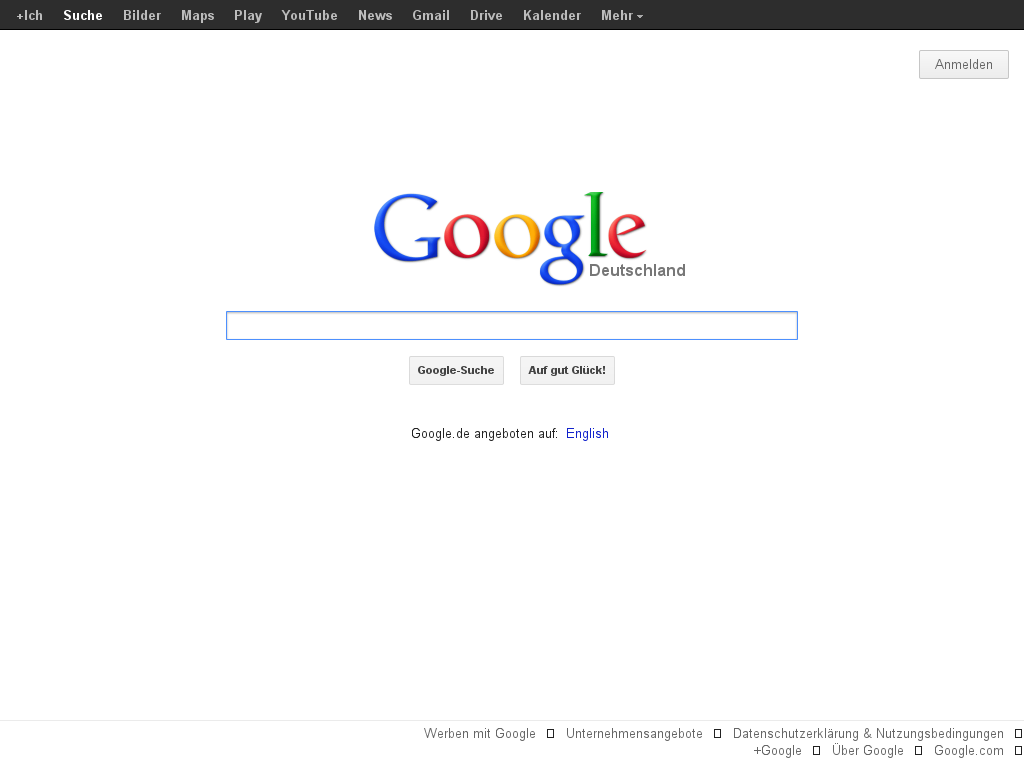 +Ich Suche Bilder Maps Play YouTube News Gmail Drive Kalender Mehr
Anmelden
Google
Deutschland
Google-Suche Auf gut Glück!
Google.de angeboten auf: English
Werben mit Google Unternehmensangebote Datenschutzerklärung & Nutzungsbedingungen
+Google Über Google Google.com